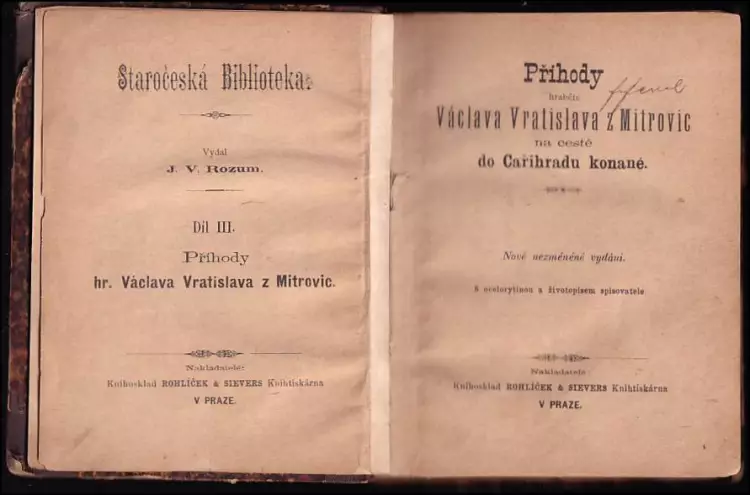 Staročeská Biblioteka.
Vydal
J. V. Rozum.
Díl III.
Příhody
hr. Václava Vratislava z Mitrovic.
Nakladatelé:
Knihosklad ROHLÍČEK & SIEVERS Knihtiskárna
V PRAZE.
Příhody
hraběte
Václava Vratislava z Mitrovic
na cestě
do Cařihradu konané.
Nové nezměněné vydání.
S ocelorytinou a životopisem spisovatele
Nakladatelé:
Knihosklad ROHLÍČEK & SIEVERS Knihtiskárna
V PRAZE.